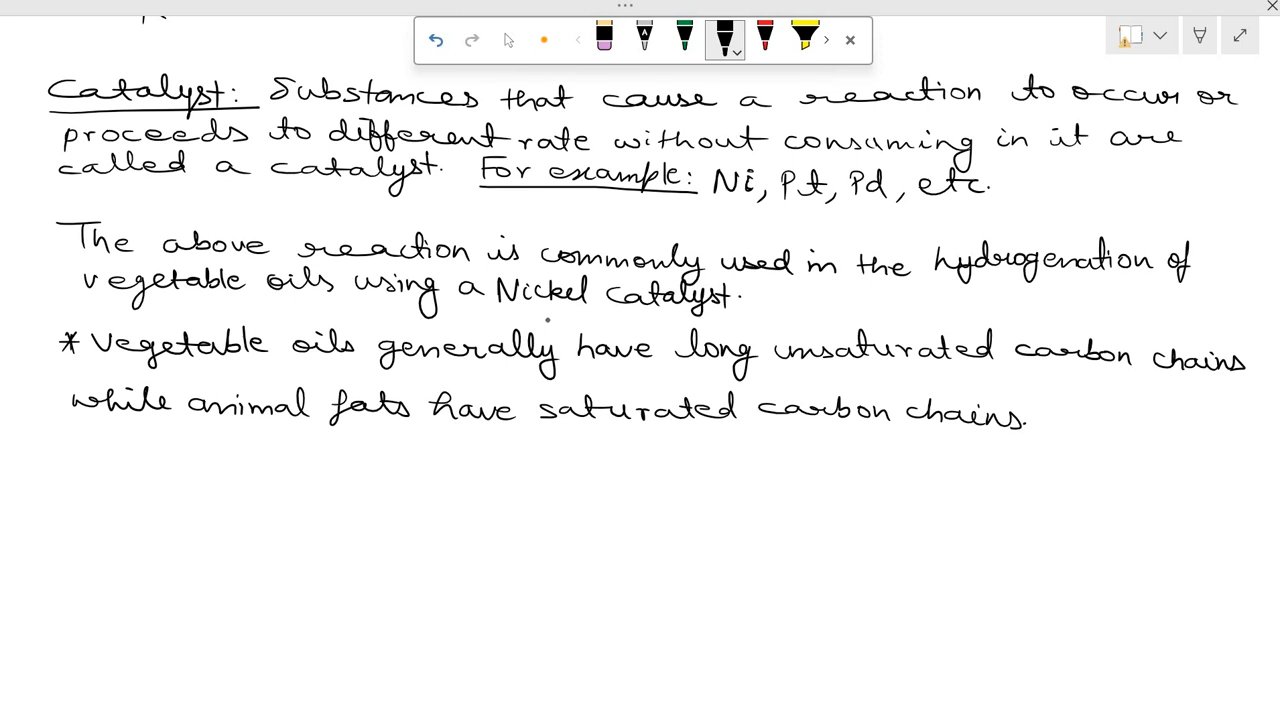 Catalyst: Substances that cause a reaction to occur or
proceeds to different rate without consuming in it are
called a catalyst. For example: Ni, Pt, Pd, etc.
The above reaction is commonly used in the hydrogenation of
vegetable oils using a Nickel catalyst.
* Vegetable oils generally have long unsaturated carbon chains
while animal fats have saturated carbon chains.